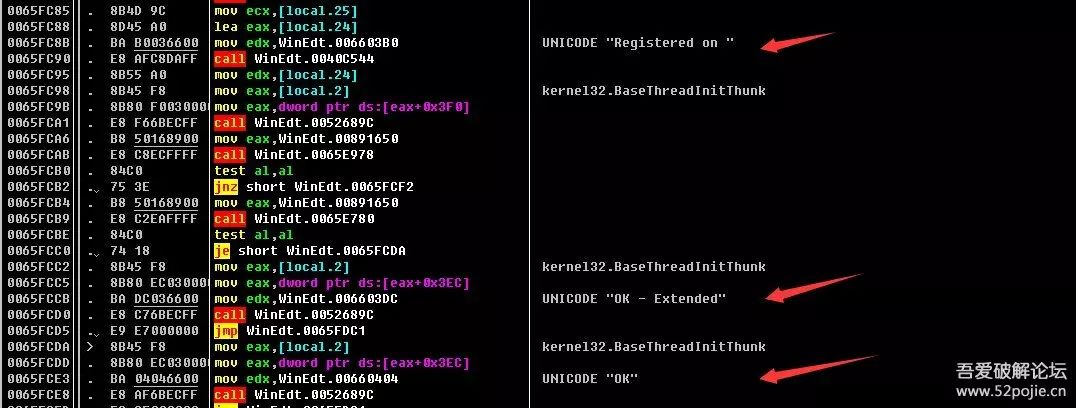 0065FC85 . 8B4D 9C mov ecx,[local.25]
0065FC88 . 8D45 A0 lea eax,[local.24]
0065FC8B . BA B0036600 mov edx,WinEdt.006603B0 UNICODE "Registered on "
0065FC90 . E8 AFC8DAFF call WinEdt.0040C544
0065FC95 . 8B55 A0 mov edx,[local.24]
0065FC98 . 8B45 F8 mov eax,[local.2] kernel32.BaseThreadInitThunk
0065FC9B . 8B80 F0030000 mov eax,dword ptr ds:[eax+0x3F0]
0065FCA1 . E8 F66BECFF call WinEdt.0052689C
0065FCA6 . B8 50168900 mov eax,WinEdt.00891650
0065FCAB . E8 C8ECFFFF call WinEdt.0065E978
0065FCB0 . 84C0 test al,al
0065FCB2 . 75 3E jnz short WinEdt.0065FCF2
0065FCB4 . B8 50168900 mov eax,WinEdt.00891650
0065FCB9 . E8 C2EAFFFF call WinEdt.0065E780
0065FCBE . 84C0 test al,al
0065FCC0 . 74 18 je short WinEdt.0065FCDA
0065FCC2 . 8B45 F8 mov eax,[local.2] kernel32.BaseThreadInitThunk
0065FCC5 . 8B80 EC030000 mov eax,dword ptr ds:[eax+0x3EC]
0065FCCB . BA DC036600 mov edx,WinEdt.006603DC UNICODE "OK - Extended"
0065FCD0 . E8 C76BECFF call WinEdt.0052689C
0065FCD5 . E9 E7000000 jmp WinEdt.0065FDC1
0065FCDA > 8B45 F8 mov eax,[local.2] kernel32.BaseThreadInitThunk
0065FCDD . 8B80 EC030000 mov eax,dword ptr ds:[eax+0x3EC]
0065FCE3 . BA 04046600 mov edx,WinEdt.00660404 UNICODE "OK"
0065FCE8 . E8 AF6BECFF call WinEdt.0052689C
吾爱破解论坛
www.52pojie.cn